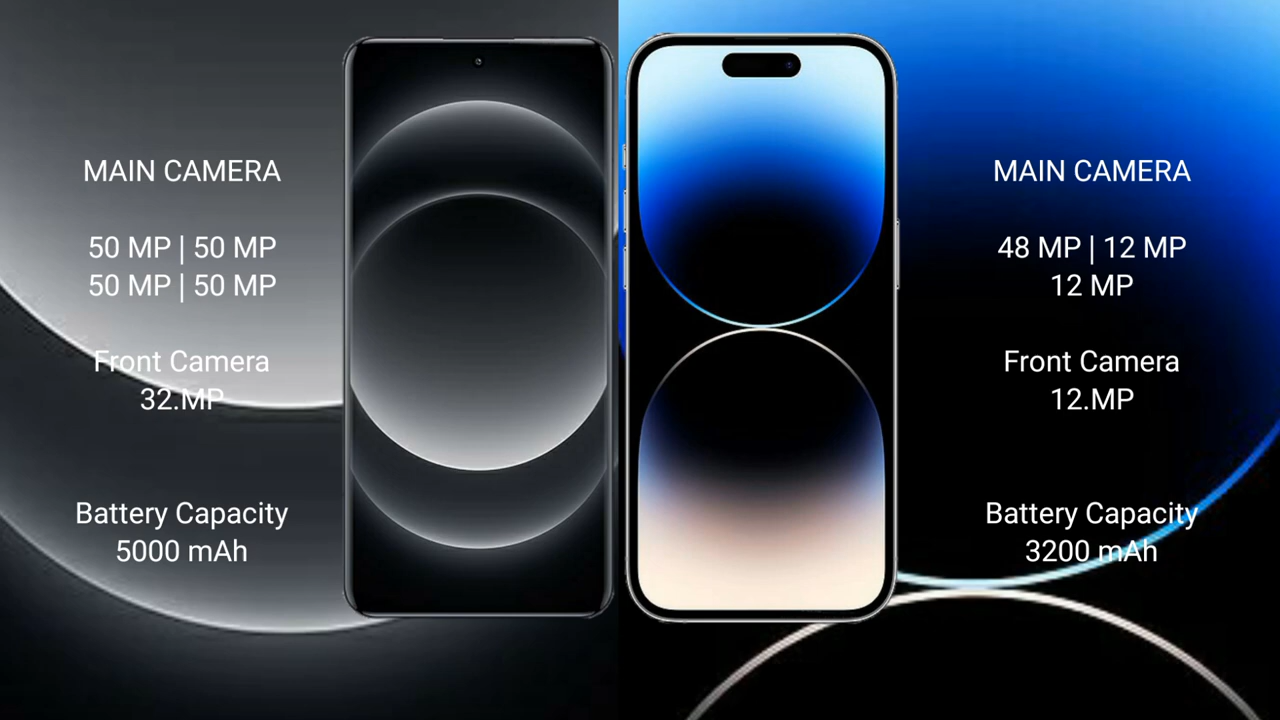 MAIN CAMERA
50 MP | 50 MP
50 MP | 50 MP
Front Camera
32.MP
Battery Capacity
5000 mAh
MAIN CAMERA
48 MP | 12 MP
12 MP
Front Camera
12.MP
Battery Capacity
3200 mAh